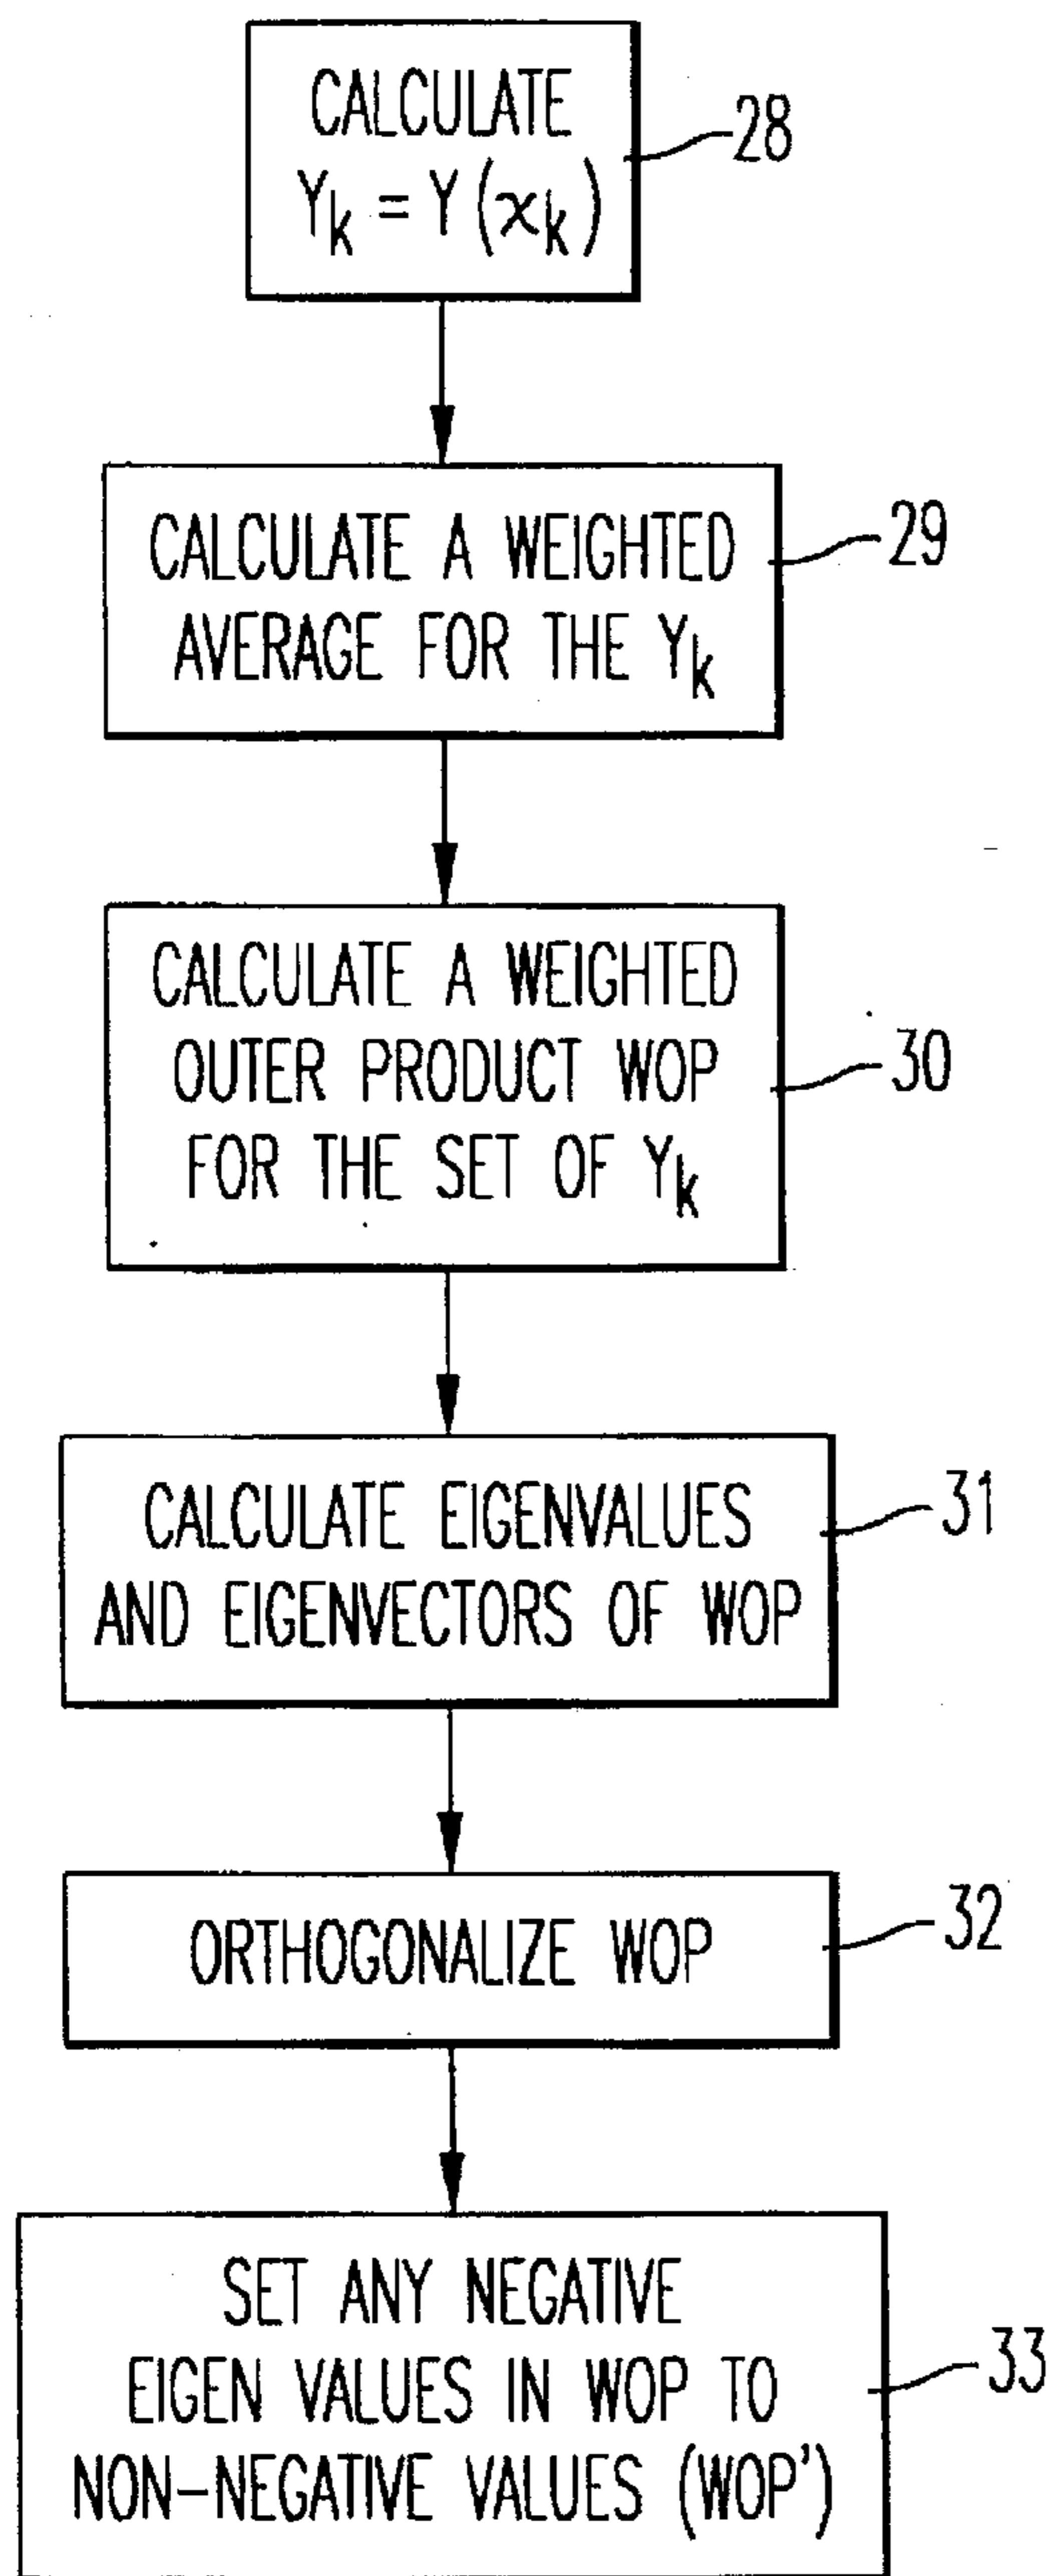 CALCULATE
Yk = Y(xk)
28
CALCULATE A WEIGHTED
AVERAGE FOR THE Yk
29
CALCULATE A WEIGHTED
OUTER PRODUCT WOP
FOR THE SET OF Yk
30
CALCULATE EIGENVALUES
AND EIGENVECTORS OF WOP
31
ORTHOGONALIZE WOP
32
SET ANY NEGATIVE
EIGEN VALUES IN WOP TO
NON-NEGATIVE VALUES (WOP')
33